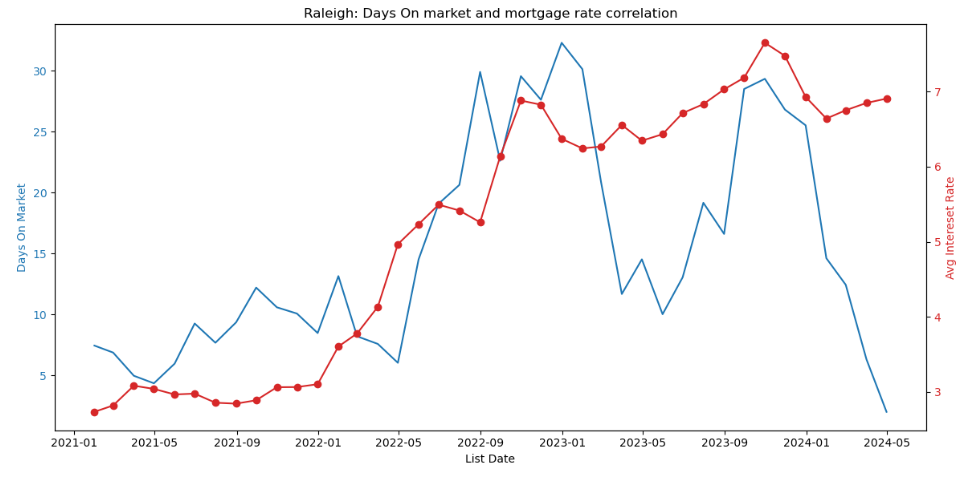 Raleigh: Days On market and mortgage rate correlation
Days On Market
30
25
20
15
10
5
7
6
5
4
3
Avg Intereset Rate
2021-01 2021-05 2021-09 2022-01 2022-05 2022-09 2023-01 2023-05 2023-09 2024-01 2024-05
List Date